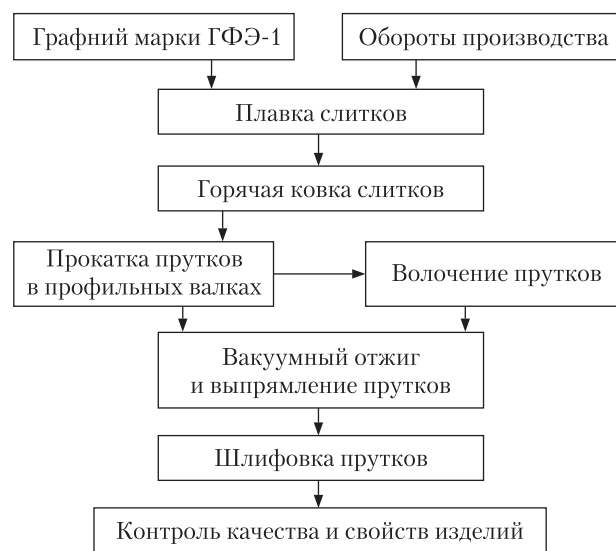 Графний марки ГФЭ-1
Обороты производства
Плавка слитков
Горячая ковка слитков
Прокатка прутков
в профильных валках
Волочение прутков
Вакуумный отжиг
и выпрямление прутков
Шлифовка прутков
Контроль качества и свойств изделий